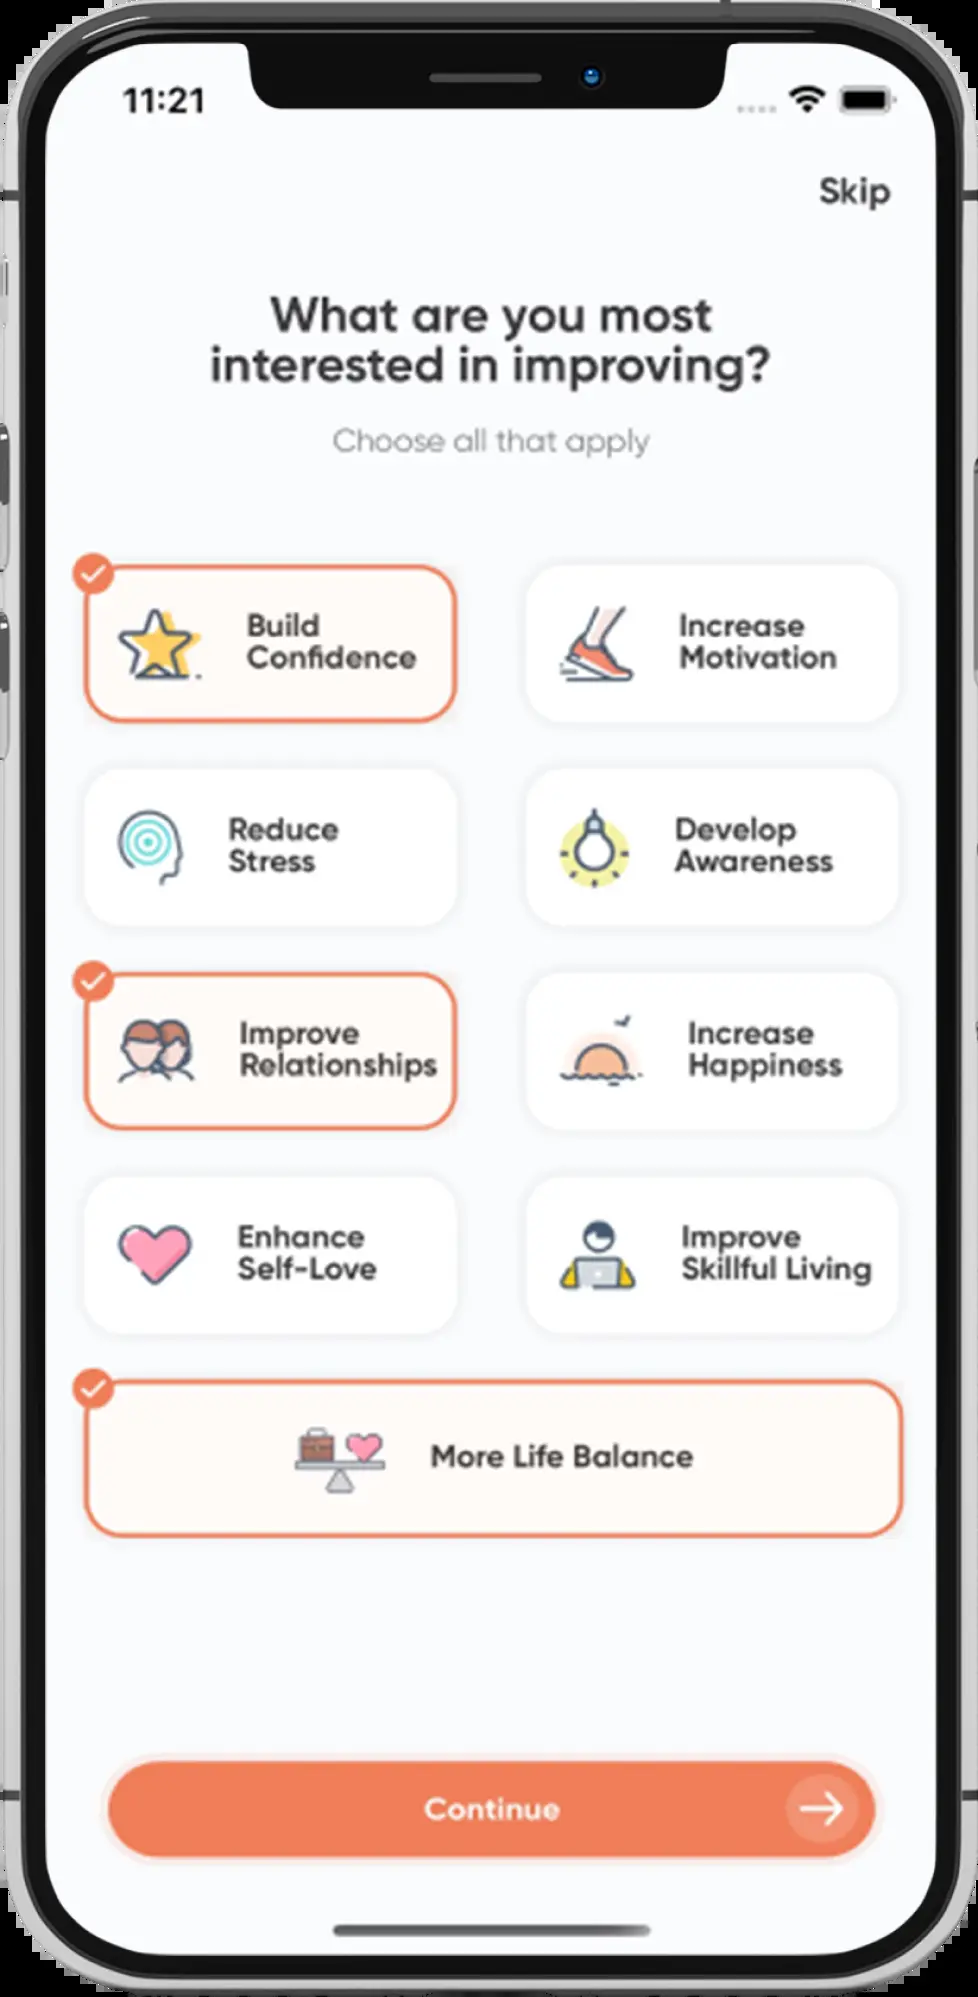 11:21
Skip
What are you most
interested in improving?
Choose all that apply
Build
Confidence
Increase
Motivation
Reduce
Stress
Develop
Awareness
Improve
Relationships
Increase
Happiness
Enhance
Self-Love
Improve
Skillful Living
More Life Balance
Continue